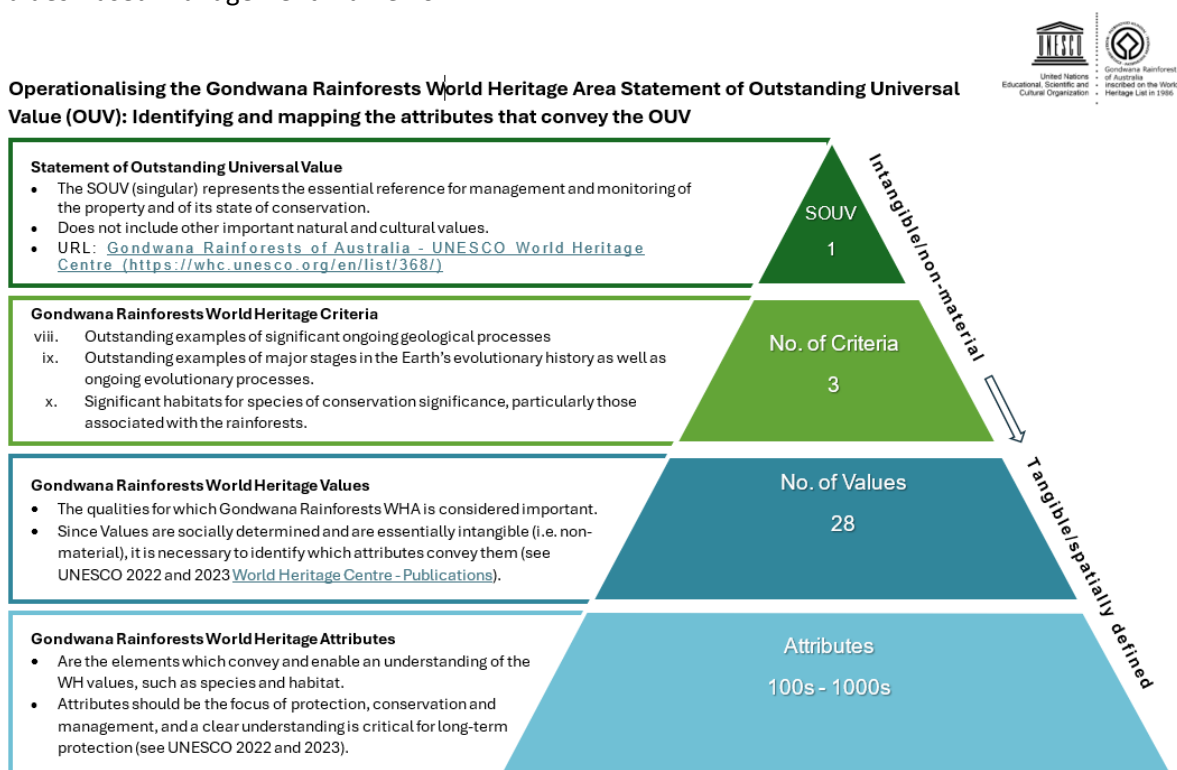 Operationalising the Gondwana Rainforests World Heritage Area Statement of Outstanding Universal
Value (OUV): Identifying and mapping the attributes that convey the OUV
UNESCO
United Nations
Educational, Scientific and
Cultural Organization
Gondwana Rainforests
of Australia
inscribed on the World
Heritage List in 1986
Statement of Outstanding Universal Value
• The SOUV (singular) represents the essential reference for management and monitoring of
the property and of its state of conservation.
• Does not include other important natural and cultural values.
• URL: Gondwana Rainforests of Australia - UNESCO World Heritage
Centre (https://whc.unesco.org/en/list/368/)
SOUV
1
Intangible/non-material
Gondwana Rainforests World Heritage Criteria
viii. Outstanding examples of significant ongoing geological processes
ix. Outstanding examples of major stages in the Earth's evolutionary history as well as
ongoing evolutionary processes.
x. Significant habitats for species of conservation significance, particularly those
associated with the rainforests.
No. of Criteria
3
Gondwana Rainforests World Heritage Values
• The qualities for which Gondwana Rainforests WHA is considered important.
• Since Values are socially determined and are essentially intangible (i.e. non-
material), it is necessary to identify which attributes convey them (see
UNESCO 2022 and 2023 World Heritage Centre - Publications).
No. of Values
28
Tangible/spatially defined
Gondwana Rainforests World Heritage Attributes
• Are the elements which convey and enable an understanding of the
WH values, such as species and habitat.
• Attributes should be the focus of protection, conservation and
management, and a clear understanding is critical for long-term
protection (see UNESCO 2022 and 2023).
Attributes
100s - 1000s